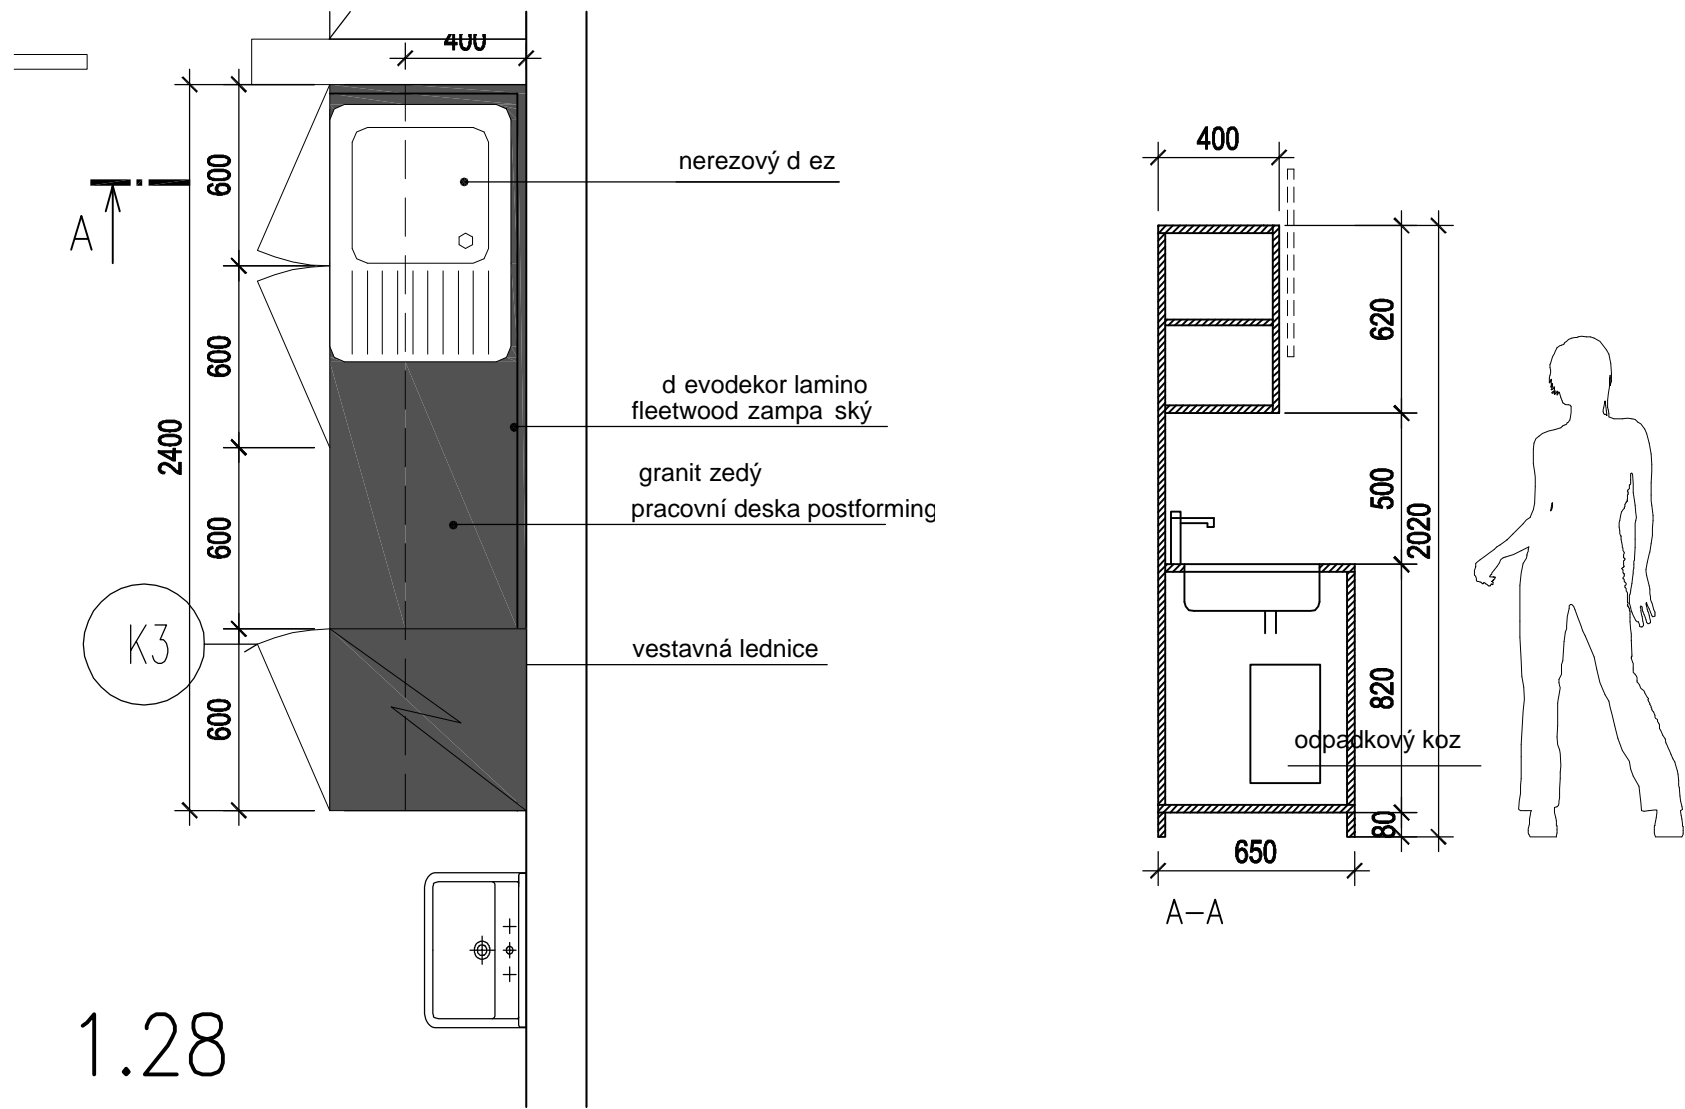 400
600
A
nerezový d ez
600
2400
d evodekor lamino
fleetwood zampa ský
granit zedý
pracovní deska postforming
600
K3
vestavná lednice
600
1.28
400
620
500
2020
820
odpadkový koz
80
650
A-A